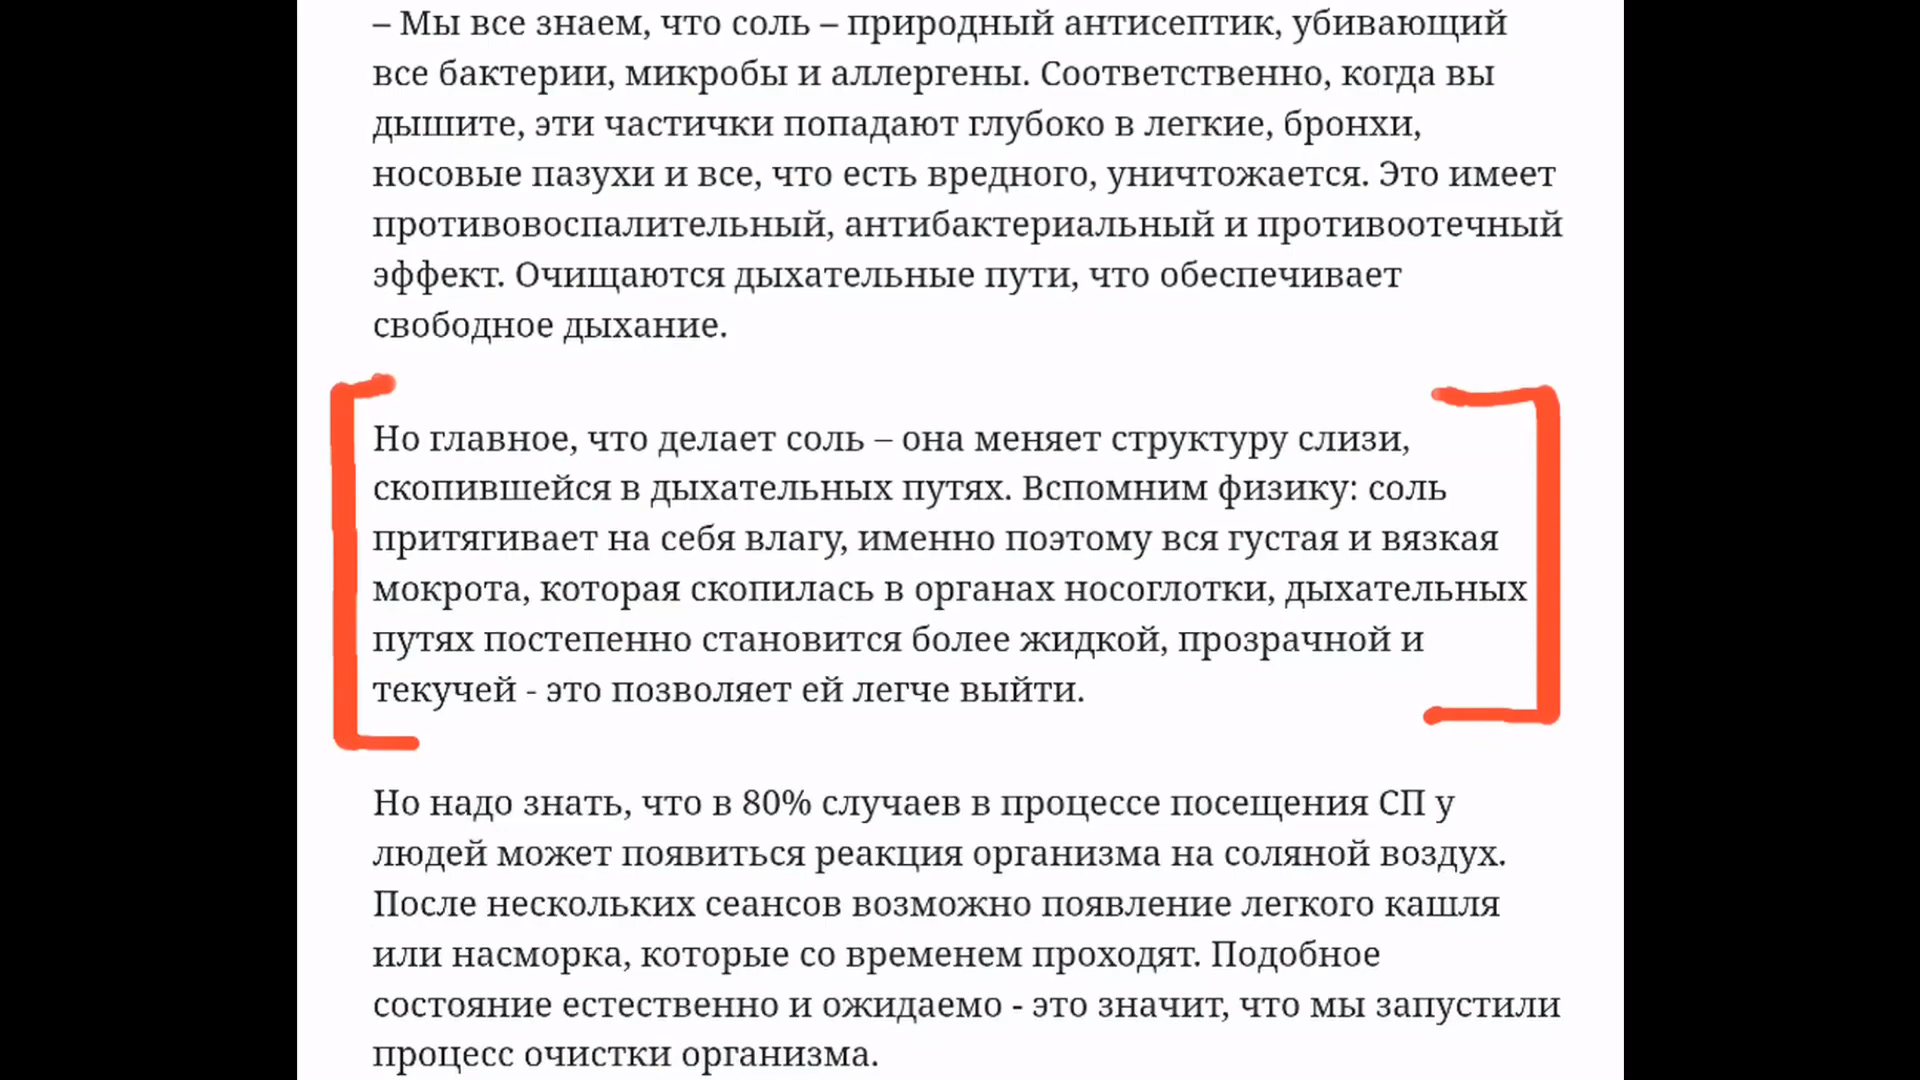 – Мы все знаем, что соль – природный антисептик, убивающий
все бактерии, микробы и аллергены. Соответственно, когда вы
дышите, эти частички попадают глубоко в легкие, бронхи,
носовые пазухи и все, что есть вредного, уничтожается. Это имеет
противовоспалительный, антибактериальный и противоотечный
эффект. Очищаются дыхательные пути, что обеспечивает
свободное дыхание.
Но главное, что делает соль – она меняет структуру слизи,
скопившейся в дыхательных путях. Вспомним физику: соль
притягивает на себя влагу, именно поэтому вся густая и вязкая
мокрота, которая скопилась в органах носоглотки, дыхательных
путях постепенно становится более жидкой, прозрачной и
текучей - это позволяет ей легче выйти.
Но надо знать, что в 80% случаев в процессе посещения СП у
людей может появиться реакция организма на соляной воздух.
После нескольких сеансов возможно появление легкого кашля
или насморка, которые со временем проходят. Подобное
состояние естественно и ожидаемо - это значит, что мы запустили
процесс очистки организма.